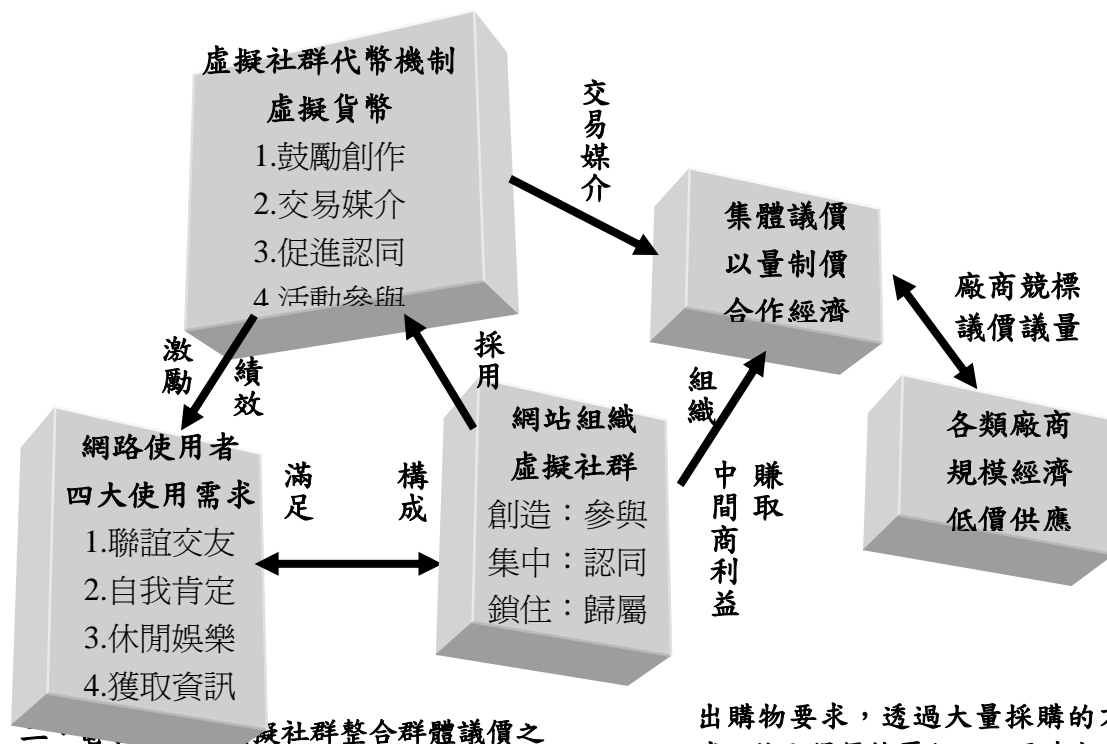 虛擬社群代幣機制
虛擬貨幣
1.鼓勵創作
2.交易媒介
3.促進認同
4.活動參與
交易媒介
集體議價
以量制價
合作經濟
廠商競標
議價議量
各類廠商
規模經濟
低價供應
激勵
績效
採用
組織
賺取
中間商利益
網路使用者
四大使用需求
1.聯誼交友
2.自我肯定
3.休閒娛樂
4.獲取資訊
滿足
構成
網站組織
虛擬社群
創造：參與
集中：認同
鎖住：歸屬
擬社群整合群體議價之
出購物要求，透過大量採購的